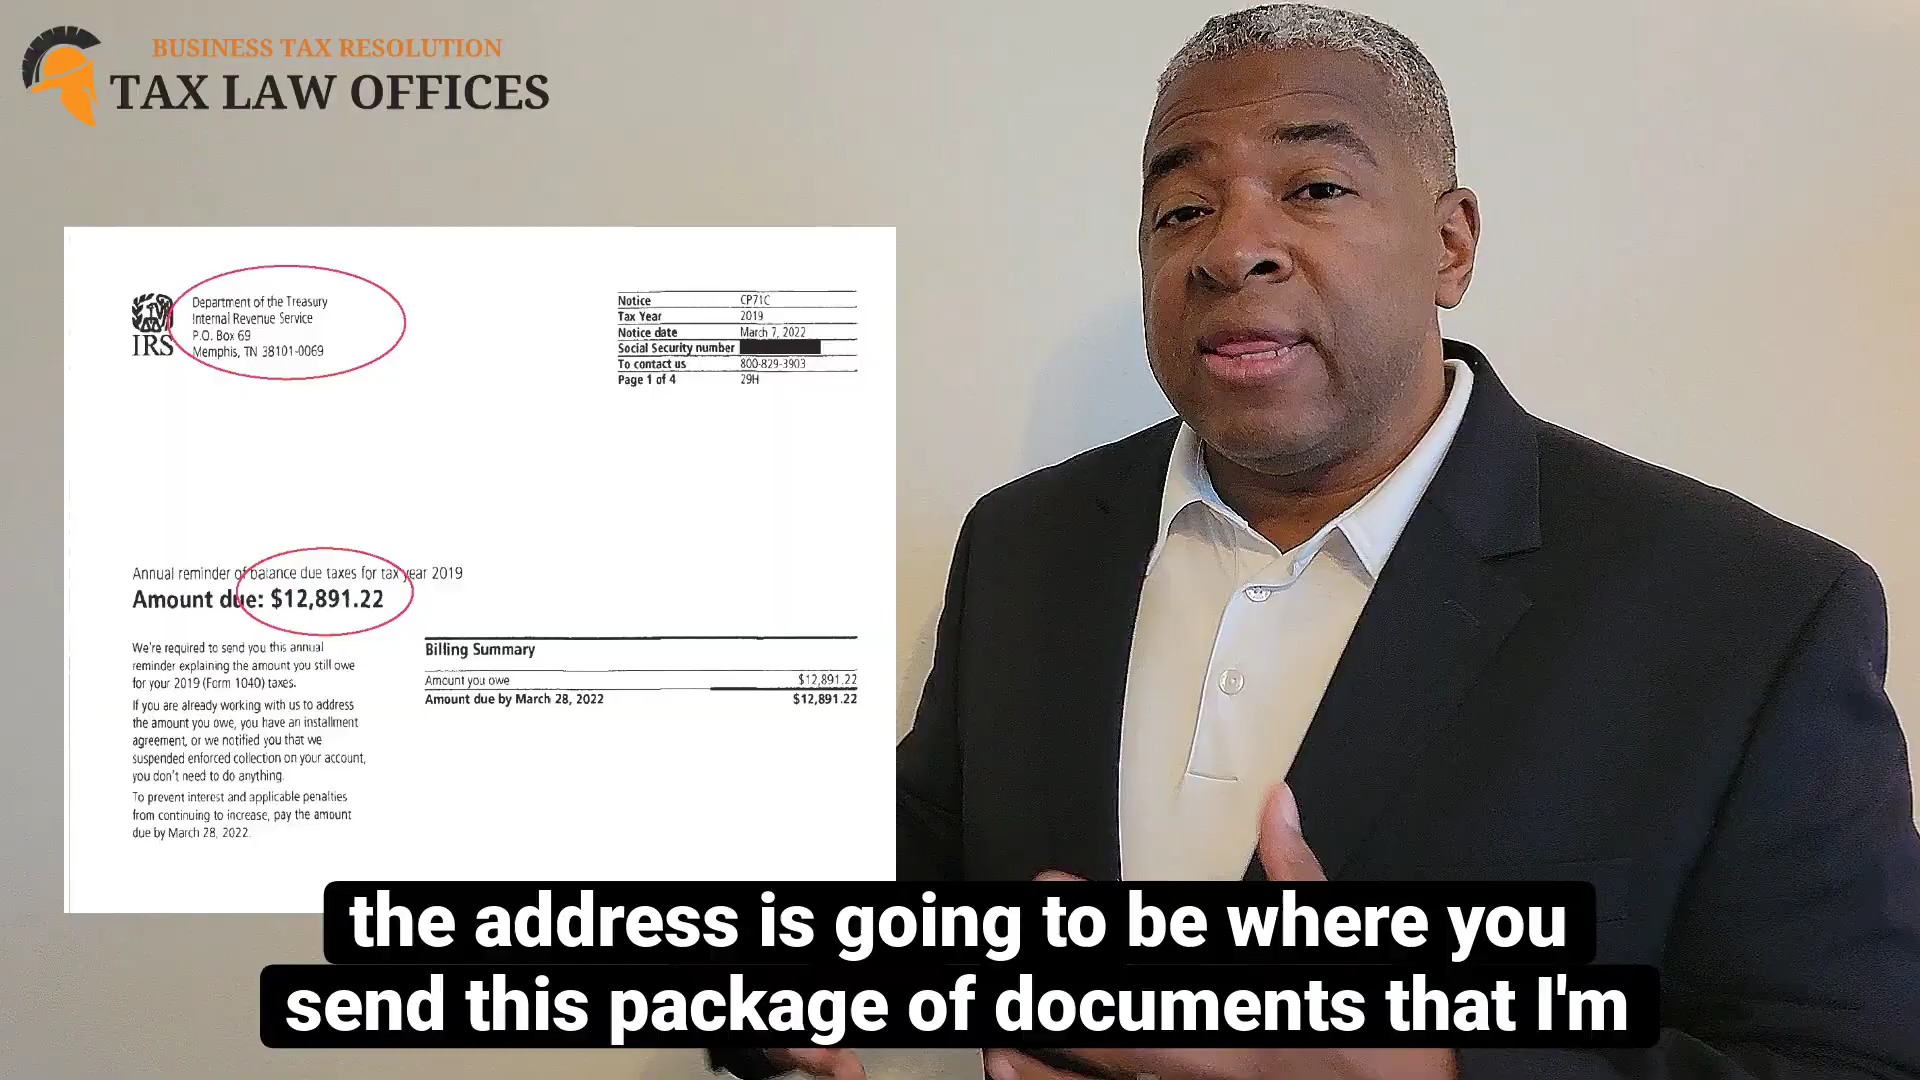 BUSINESS TAX RESOLUTION
TAX LAW OFFICES
IRS
Department of the Treasury
Internal Revenue Service
P.O. Box 69
Memphis, TN 38101-0069
Notice CP71C
Tax Year 2019
Notice date March 7, 2022
Social Security number
To contact us 800-829-3903
Page 1 of 4 29H
Annual reminder of balance due taxes for tax year 2019
Amount due: $12,891.22
We're required to send you this annual
reminder explaining the amount you still owe
for your 2019 (Form 1040) taxes.
If you are already working with us to address
the amount you owe, you have an installment
agreement, or we notified you that we
suspended enforced collection on your account,
you don't need to do anything.
To prevent interest and applicable penalties
from continuing to increase, pay the amount
due by March 28, 2022.
Billing Summary
Amount you owe $12,891.22
Amount due by March 28, 2022 $12,891.22
the address is going to be where you
send this package of documents that I'm